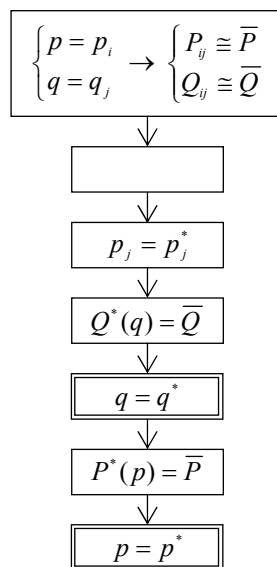 {p = p_i → {P_ij ≅ P̅
{q = q_j {Q_ij ≅ Q̅
p_j = p_j^*
Q^*(q) = Q̅
q = q^*
P^*(p) = P̅
p = p^*